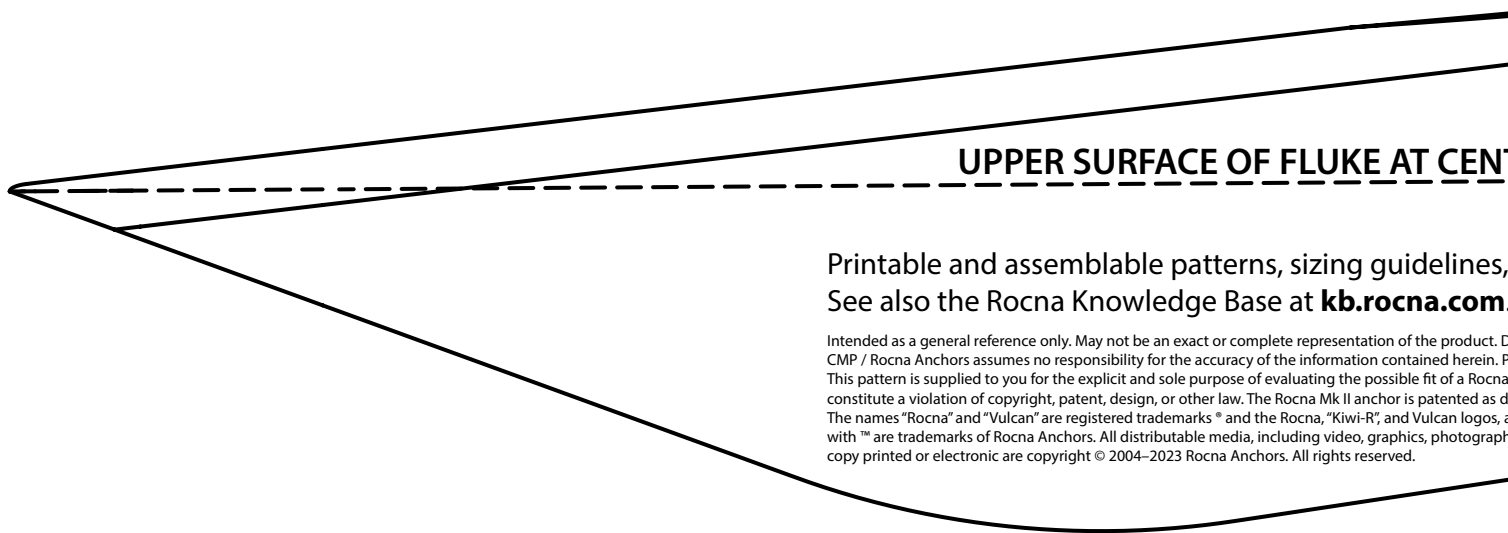 UPPER SURFACE OF FLUKE AT CENT
Printable and assemblable patterns, sizing guidelines,
See also the Rocna Knowledge Base at kb.rocna.com.
Intended as a general reference only. May not be an exact or complete representation of the product. D
CMP / Rocna Anchors assumes no responsibility for the accuracy of the information contained herein. P
This pattern is supplied to you for the explicit and sole purpose of evaluating the possible fit of a Rocna
constitute a violation of copyright, patent, design, or other law. The Rocna Mk II anchor is patented as d
The names “Rocna” and “Vulcan” are registered trademarks ® and the Rocna, “Kiwi-R”, and Vulcan logos, a
with ™ are trademarks of Rocna Anchors. All distributable media, including video, graphics, photograph
copy printed or electronic are copyright © 2004–2023 Rocna Anchors. All rights reserved.